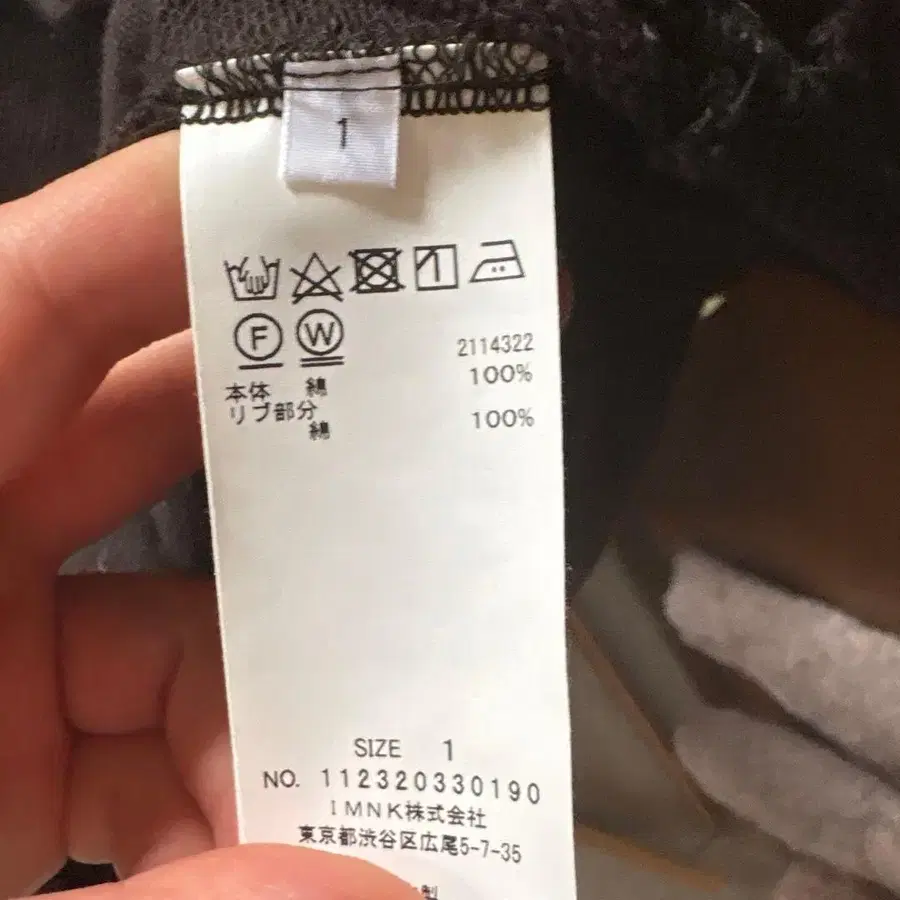 1
F W
2114322
本体 綿 100%
リブ部分
綿 100%
SIZE 1
NO. 112320330190
IMNK株式会社
東京都渋谷区広尾5-7-35
製